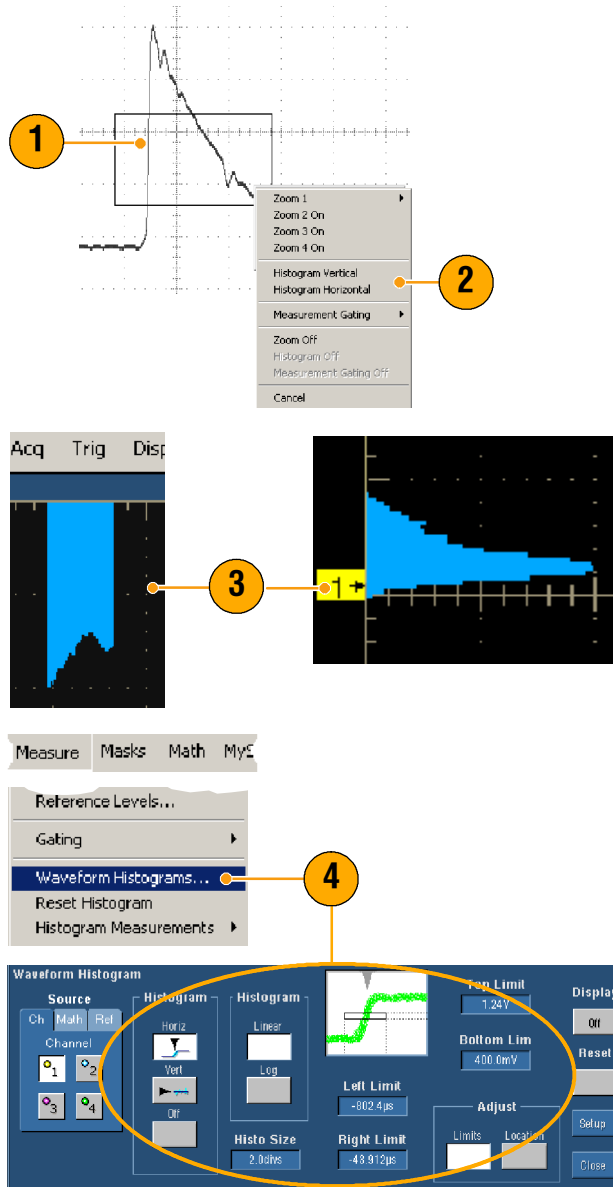 1
Zoom 1
Zoom 2 On
Zoom 3 On
Zoom 4 On
Histogram Vertical
Histogram Horizontal
2
Measurement Gating
Zoom Off
Histogram Off
Measurement Gating Off
Cancel
Acq Trig
3
Measure Masks Math
Reference Levels...
Gating
Waveform Histograms...
4
Reset Histogram
Histogram Measurements
Waveform Histogram
Source
Ch Math Ref
Channel
1 2
3 4
Histogram
Horiz
Vert
Off
Histogram
Linear
Log
Histo Size
2.0divs
Left Limit
-802.4µs
Right Limit
-43.912µs
Top Limit
1.24V
Bottom Lim
400.0mV
Adjust
Limits Location
Display
Off
Reset
Setup
Close